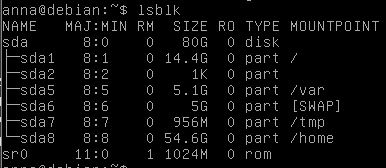 anna@debian:~$ lsblk
NAME   MAJ:MIN RM  SIZE RO TYPE MOUNTPOINT
sda      8:0    0   80G  0 disk
├─sda1   8:1    0 14.4G  0 part /
├─sda2   8:2    0    1K  0 part
├─sda5   8:5    0  5.1G  0 part /var
├─sda6   8:6    0    5G  0 part [SWAP]
├─sda7   8:7    0  956M  0 part /tmp
└─sda8   8:8    0 54.6G  0 part /home
sr0     11:0    1 1024M  0 rom